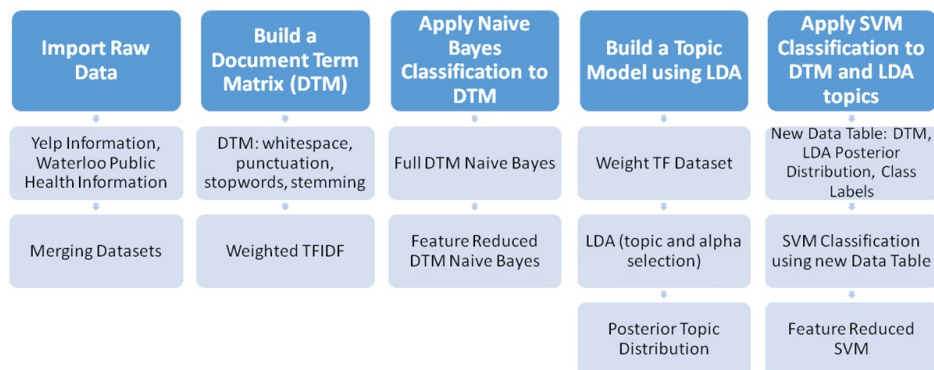 Import Raw
Data
Yelp Information,
Waterloo Public
Health Information
Merging Datasets
Build a
Document Term
Matrix (DTM)
DTM: whitespace,
punctuation,
stopwords, stemming
Weighted TFIDF
Apply Naive
Bayes
Classification to
DTM
Full DTM Naive Bayes
Feature Reduced
DTM Naive Bayes
Build a Topic
Model using LDA
Weight TF Dataset
LDA (topic and alpha
selection)
Posterior Topic
Distribution
Apply SVM
Classification to
DTM and LDA
topics
New Data Table: DTM,
LDA Posterior
Distribution, Class
Labels
SVM Classification
using new Data Table
Feature Reduced
SVM